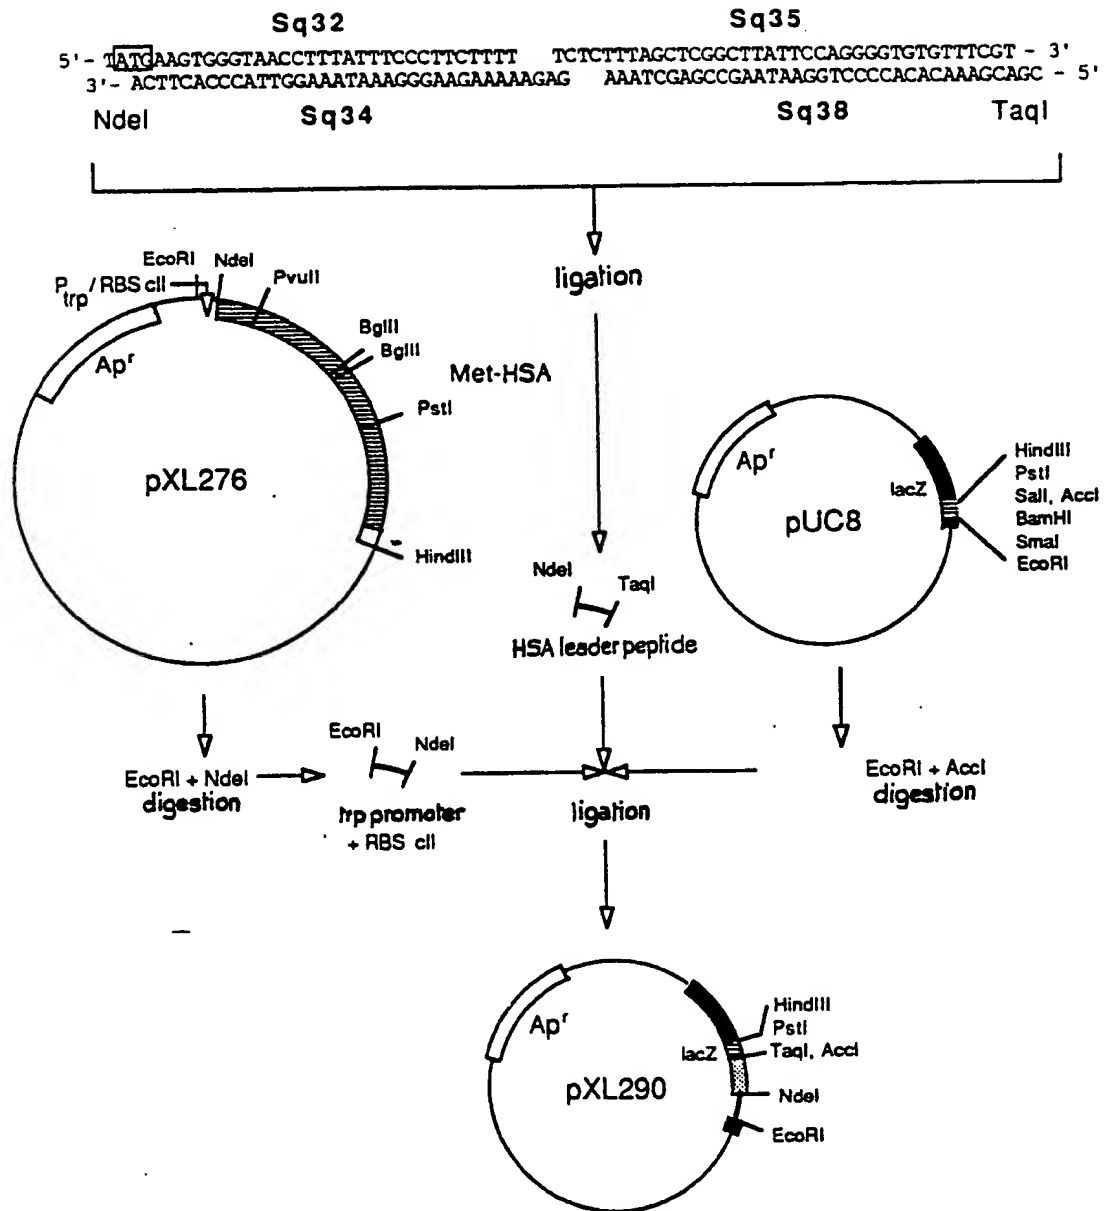 Sq32 Sq35
5'- TATGAAGTGGGTAACCTTTATTTCCCTTCTTTT TCTCTTTAGCTCGGCTTATTCCAGGGGTGTGTTTCGT - 3'
3'- ACTTCACCCATTGGAAATAAAGGGAAGAAAAAGAG AAATCGAGCCGAATAAGGTCCCCACACAAAGCAGC - 5'
NdeI Sq34 Sq38 TaqI
ligation
EcoRI NdeI
Ptrp/RBS cII
PvuII
BglII
BglII
Met-HSA
PstI
Apr
pXL276
HindIII
Apr
lacZ
pUC8
HindIII
PstI
SalI, AccI
BamHI
SmaI
EcoRI
NdeI
TaqI
HSA leader peptide
EcoRI + NdeI
digestion
EcoRI
NdeI
trp promoter
+ RBS cII
ligation
EcoRI + AccI
digestion
Apr
lacZ
pXL290
HindIII
PstI
TaqI, AccI
NdeI
EcoRI